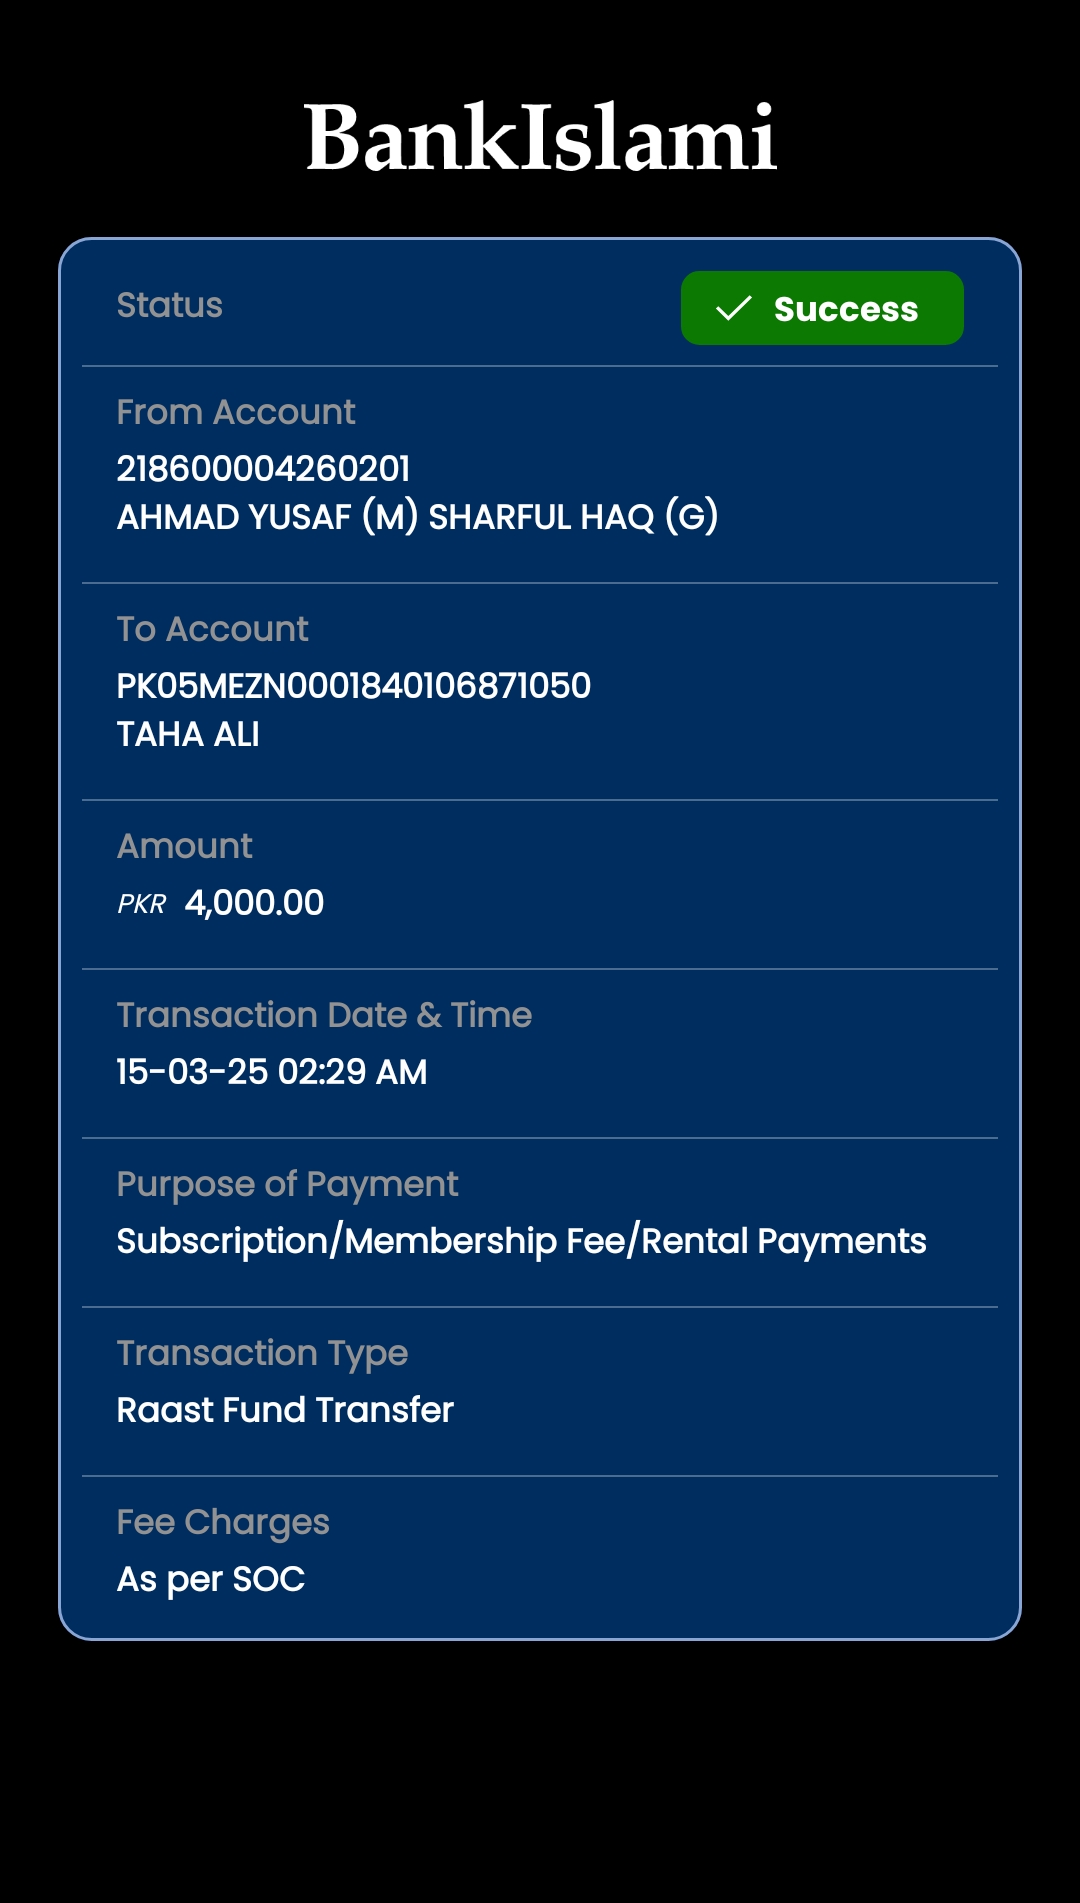 BankIslami
Status
Success
From Account
218600004260201
AHMAD YUSAF (M) SHARFUL HAQ (G)
To Account
PK05MEZN0001840106871050
TAHA ALI
Amount
PKR 4,000.00
Transaction Date & Time
15-03-25 02:29 AM
Purpose of Payment
Subscription/Membership Fee/Rental Payments
Transaction Type
Raast Fund Transfer
Fee Charges
As per SOC